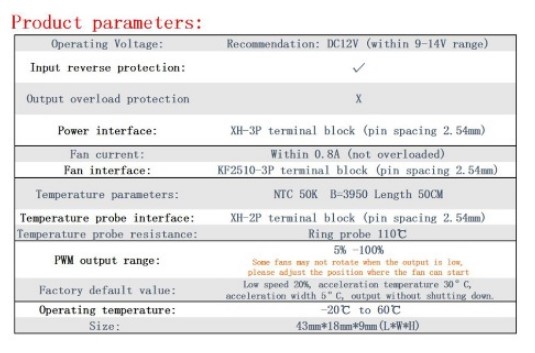 Product parameters:
Operating Voltage: Recommendation: DC12V (within 9-14V range)
Input reverse protection: ✓
Output overload protection X
Power interface: XH-3P terminal block (pin spacing 2.54mm)
Fan current: Within 0.8A (not overloaded)
Fan interface: KF2510-3P terminal block (pin spacing 2.54mm)
Temperature parameters: NTC 50K B=3950 Length 50CM
Temperature probe interface: XH-2P terminal block (pin spacing 2.54mm)
Temperature probe resistance: Ring probe 110℃
PWM output range: 5% -100%
Some fans may not rotate when the output is low,
please adjust the position where the fan can start
Factory default value: Low speed 20%, acceleration temperature 30°C,
acceleration width 5°C, output without shutting down.
Operating temperature: -20℃ to 60℃
Size: 43mm*18mm*9mm(L*W*H)